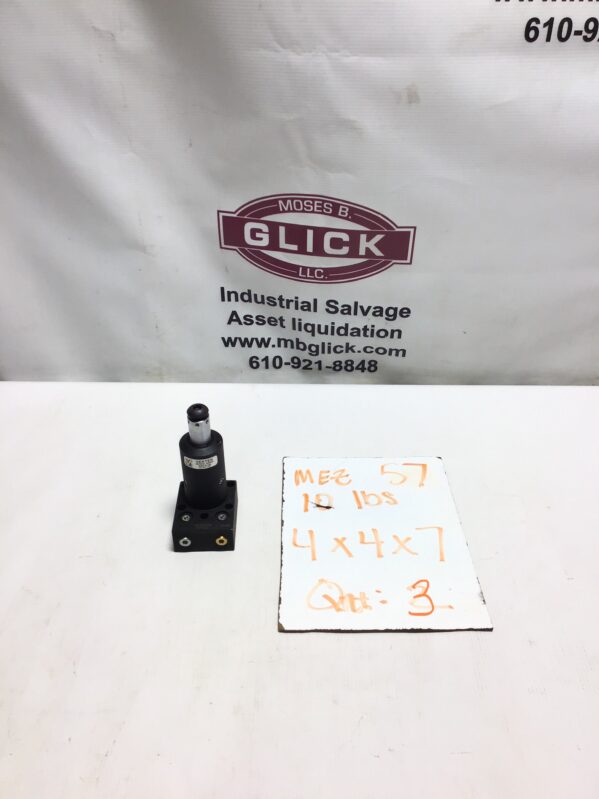 610-92
MOSES B.
GLICK
LLC.
Industrial Salvage
Asset liquidation
www.mbglick.com
610-921-8848
MEZ 57
10 lbs
4 x 4 x 7
Qnt: 3